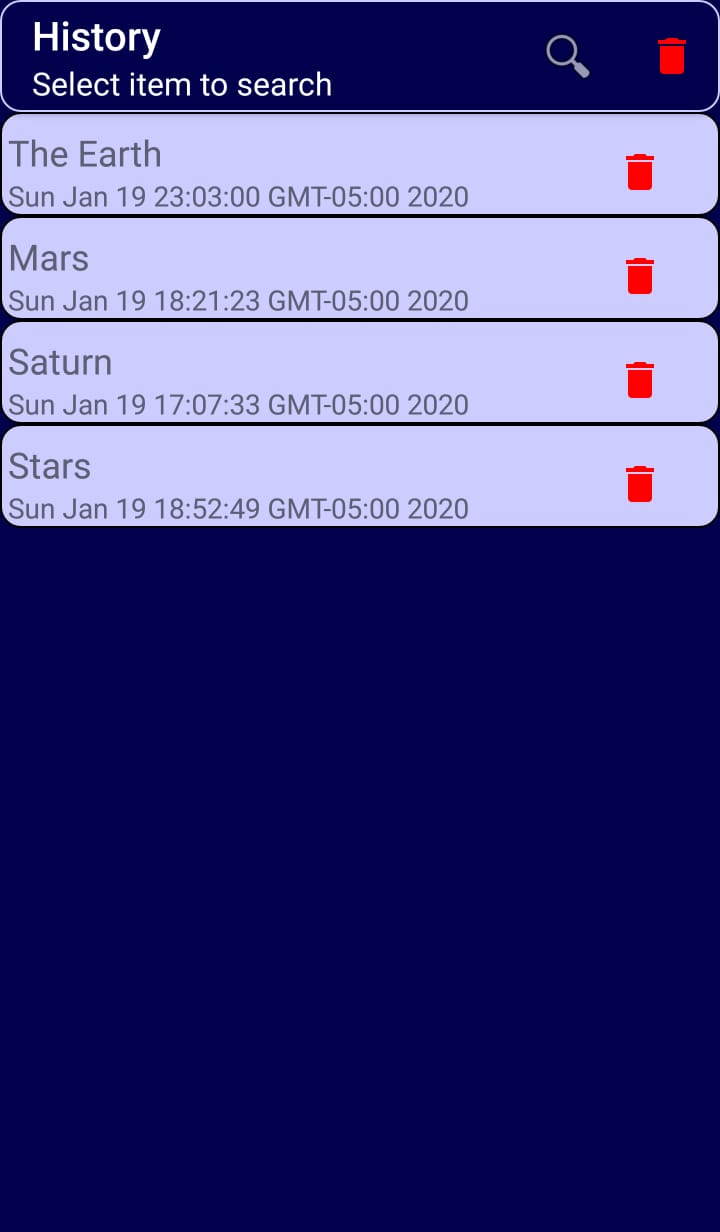 History
Select item to search
The Earth
Sun Jan 19 23:03:00 GMT-05:00 2020
Mars
Sun Jan 19 18:21:23 GMT-05:00 2020
Saturn
Sun Jan 19 17:07:33 GMT-05:00 2020
Stars
Sun Jan 19 18:52:49 GMT-05:00 2020